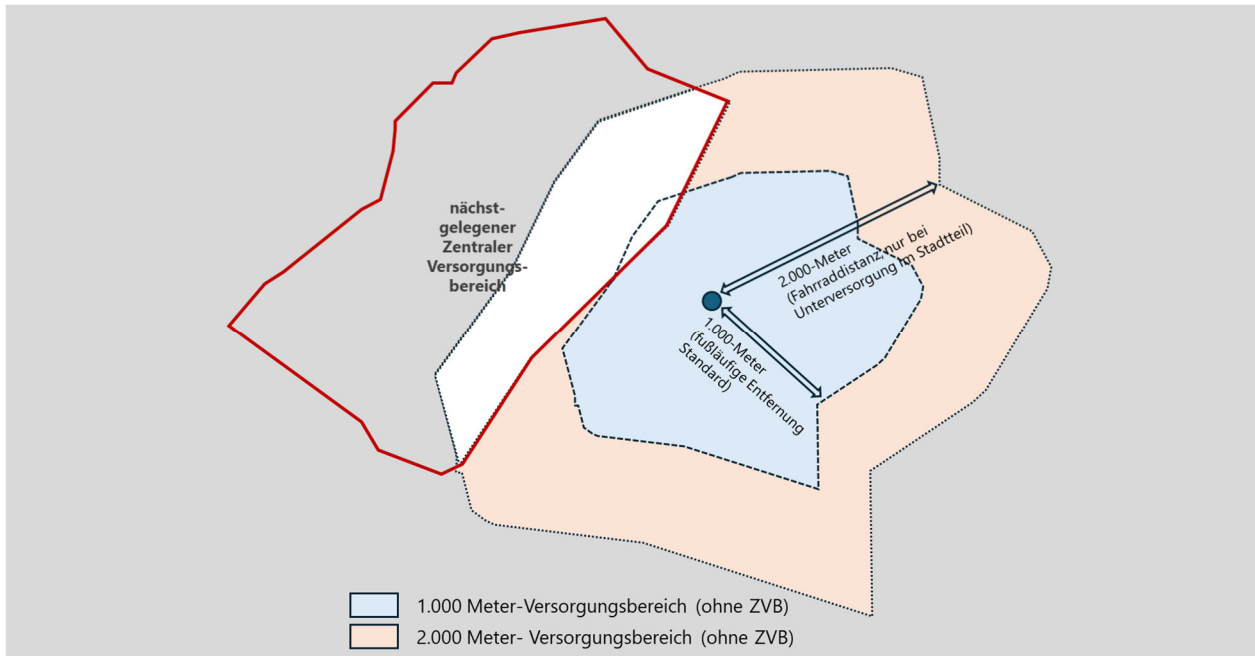 nächst-
gelegener
Zentraler
Versorgungs-
bereich
2.000-Meter
(Fahrraddistanz, nur bei
Unterversorgung im Stadtteil)
1.000-Meter
(fußläufige Entfernung
Standard)
1.000 Meter-Versorgungsbereich (ohne ZVB)
2.000 Meter- Versorgungsbereich (ohne ZVB)